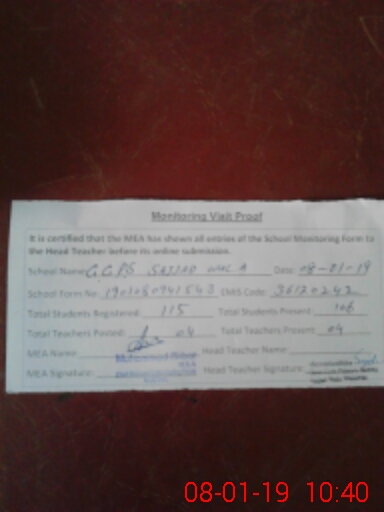 Monitoring Visit Proof
It is certified that the MEA has shown all entries of the School Monitoring Form to
the Head Teacher before its online submission.
School Name: G.C.P.S SAJJAD WALA Date: 08-01-19
School Form No: 1901080941543 EMIS Code: 36120242
Total Students Registered: 115 Total Students Present: 106
Total Teachers Posted: 04 Total Teachers Present: 04
MEA Name: Head Teacher Name:
MEA Signature: Head Teacher Signature:
08-01-19 10:40